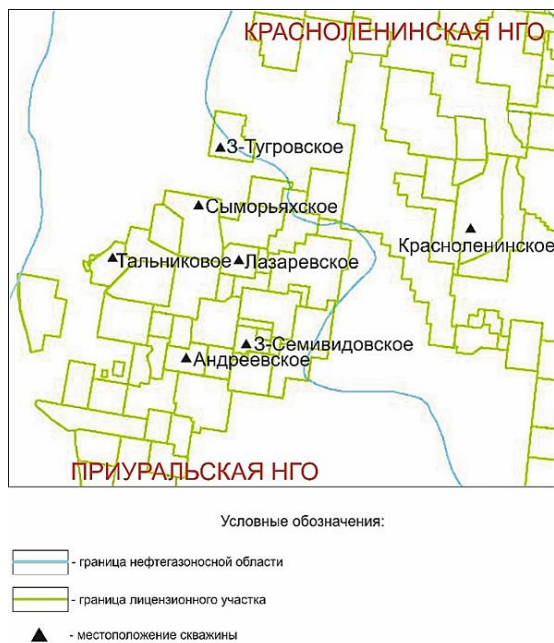 КРАСНОЛЕНИНСКАЯ НГО
З-Тугровское
Сыморьяхское
Красноленинское
Тальниковое
Лазаревское
З-Семивидовское
Андреевское
ПРИУРАЛЬСКАЯ НГО
Условные обозначения:
- граница нефтегазоносной области
- граница лицензионного участка
- местоположение скважины